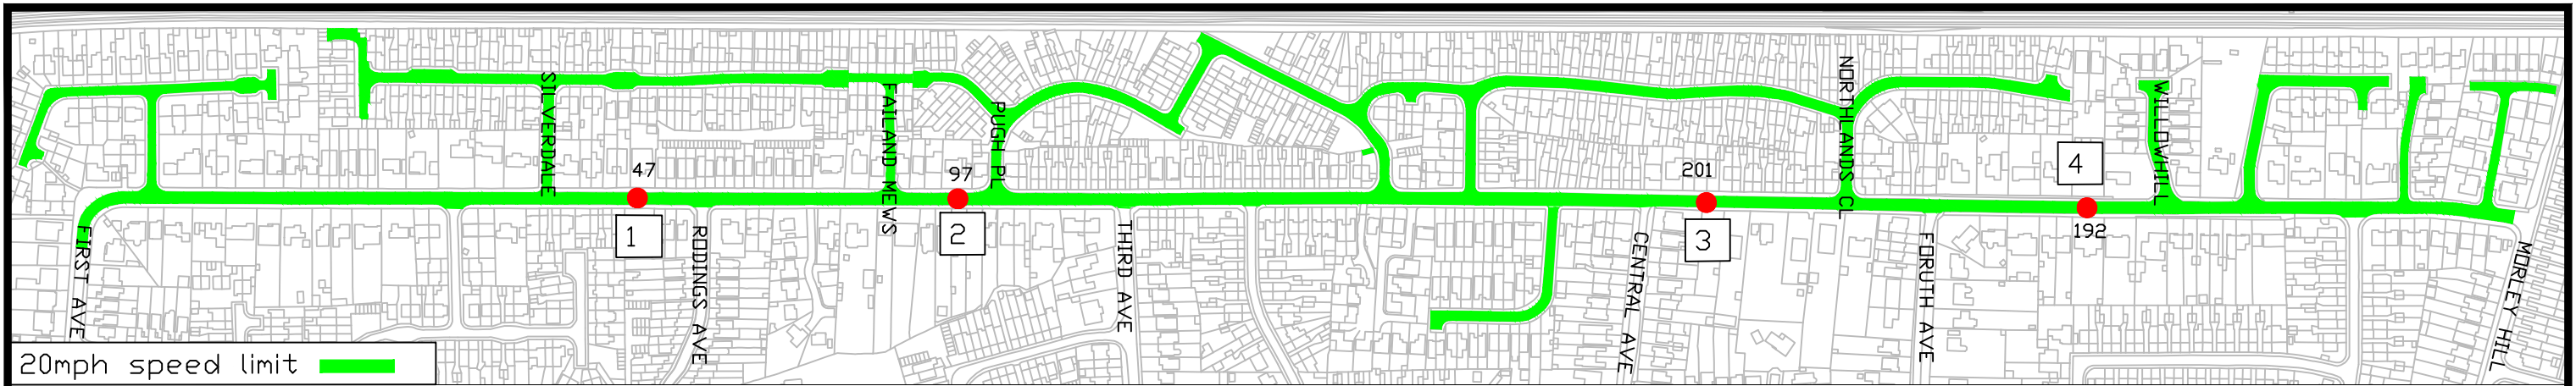 SILVERDALE
FAILAND MEWS
PUGH PL
NORTHLANDS CL
WILLOWHILL
47
97
201
4
192
1
2
3
FIRST AVE
RODINGS AVE
THIRD AVE
CENTRAL AVE
FORUTH AVE
MORLEY HILL
20mph speed limit